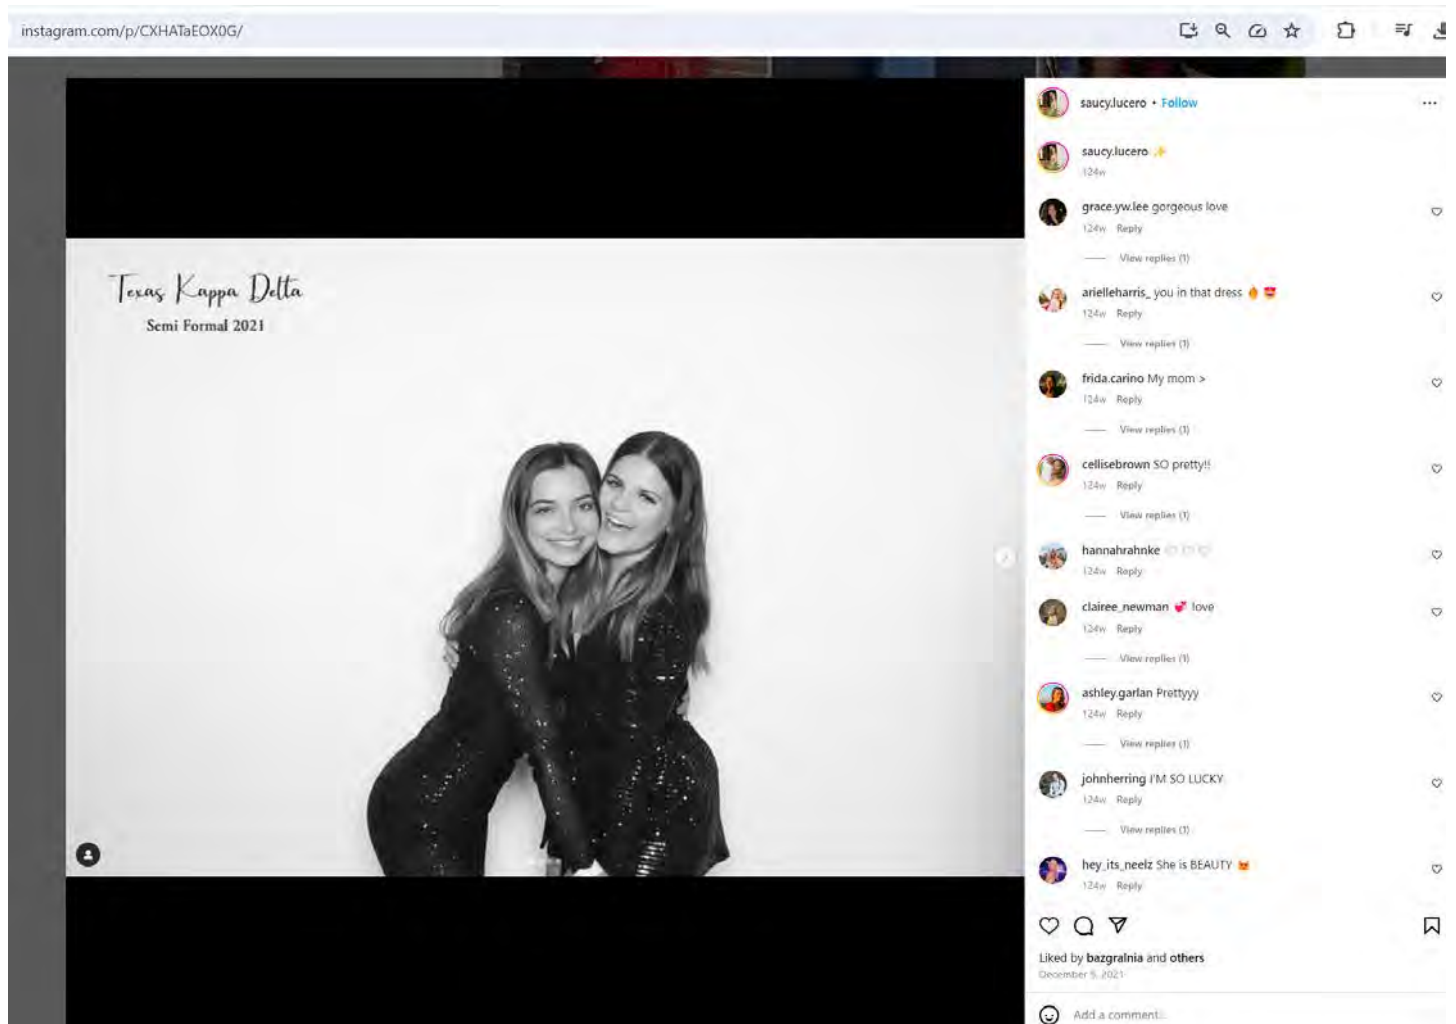 instagram.com/p/CXHATaEOX0G/
Texas Kappa Delta
Semi Formal 2021
saucy.lucero • Follow
saucy.lucero ✨
124w
grace.yw.lee gorgeous love
124w Reply
View replies (1)
arielleharris_ you in that dress 🔥 🤩
124w Reply
View replies (1)
frida.carino My mom >
124w Reply
View replies (1)
cellisebrown SO pretty!!
124w Reply
View replies (1)
hannahrahnke 🤍🤍🤍
124w Reply
clairee_newman 💞 love
124w Reply
View replies (1)
ashley.garlan Prettyyy
124w Reply
View replies (1)
johnherring I'M SO LUCKY
124w Reply
View replies (1)
hey_its_neelz She is BEAUTY 😻
124w Reply
Liked by bazgralnia and others
December 5, 2021
Add a comment...